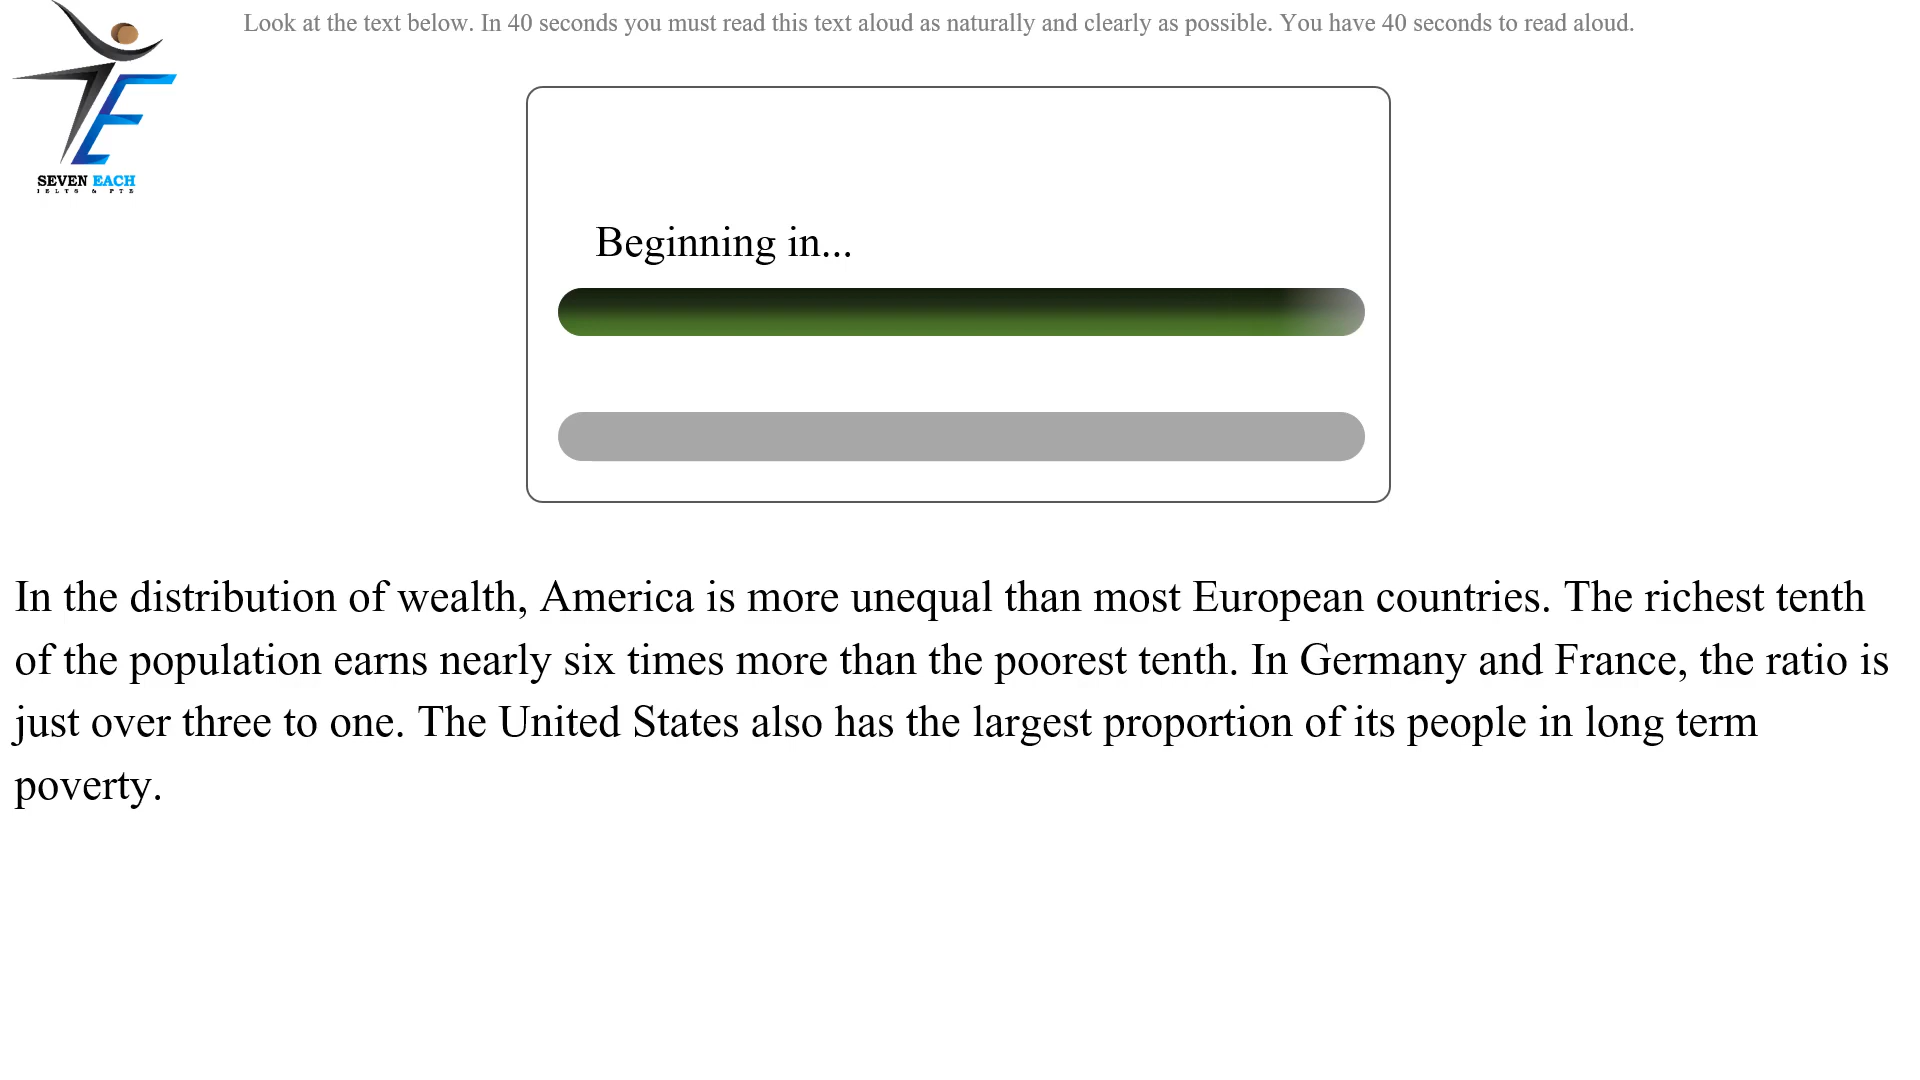 Look at the text below. In 40 seconds you must read this text aloud as naturally and clearly as possible. You have 40 seconds to read aloud.
SEVEN EACH
IELTS & PTE
Beginning in...
In the distribution of wealth, America is more unequal than most European countries. The richest tenth
of the population earns nearly six times more than the poorest tenth. In Germany and France, the ratio is
just over three to one. The United States also has the largest proportion of its people in long term
poverty.